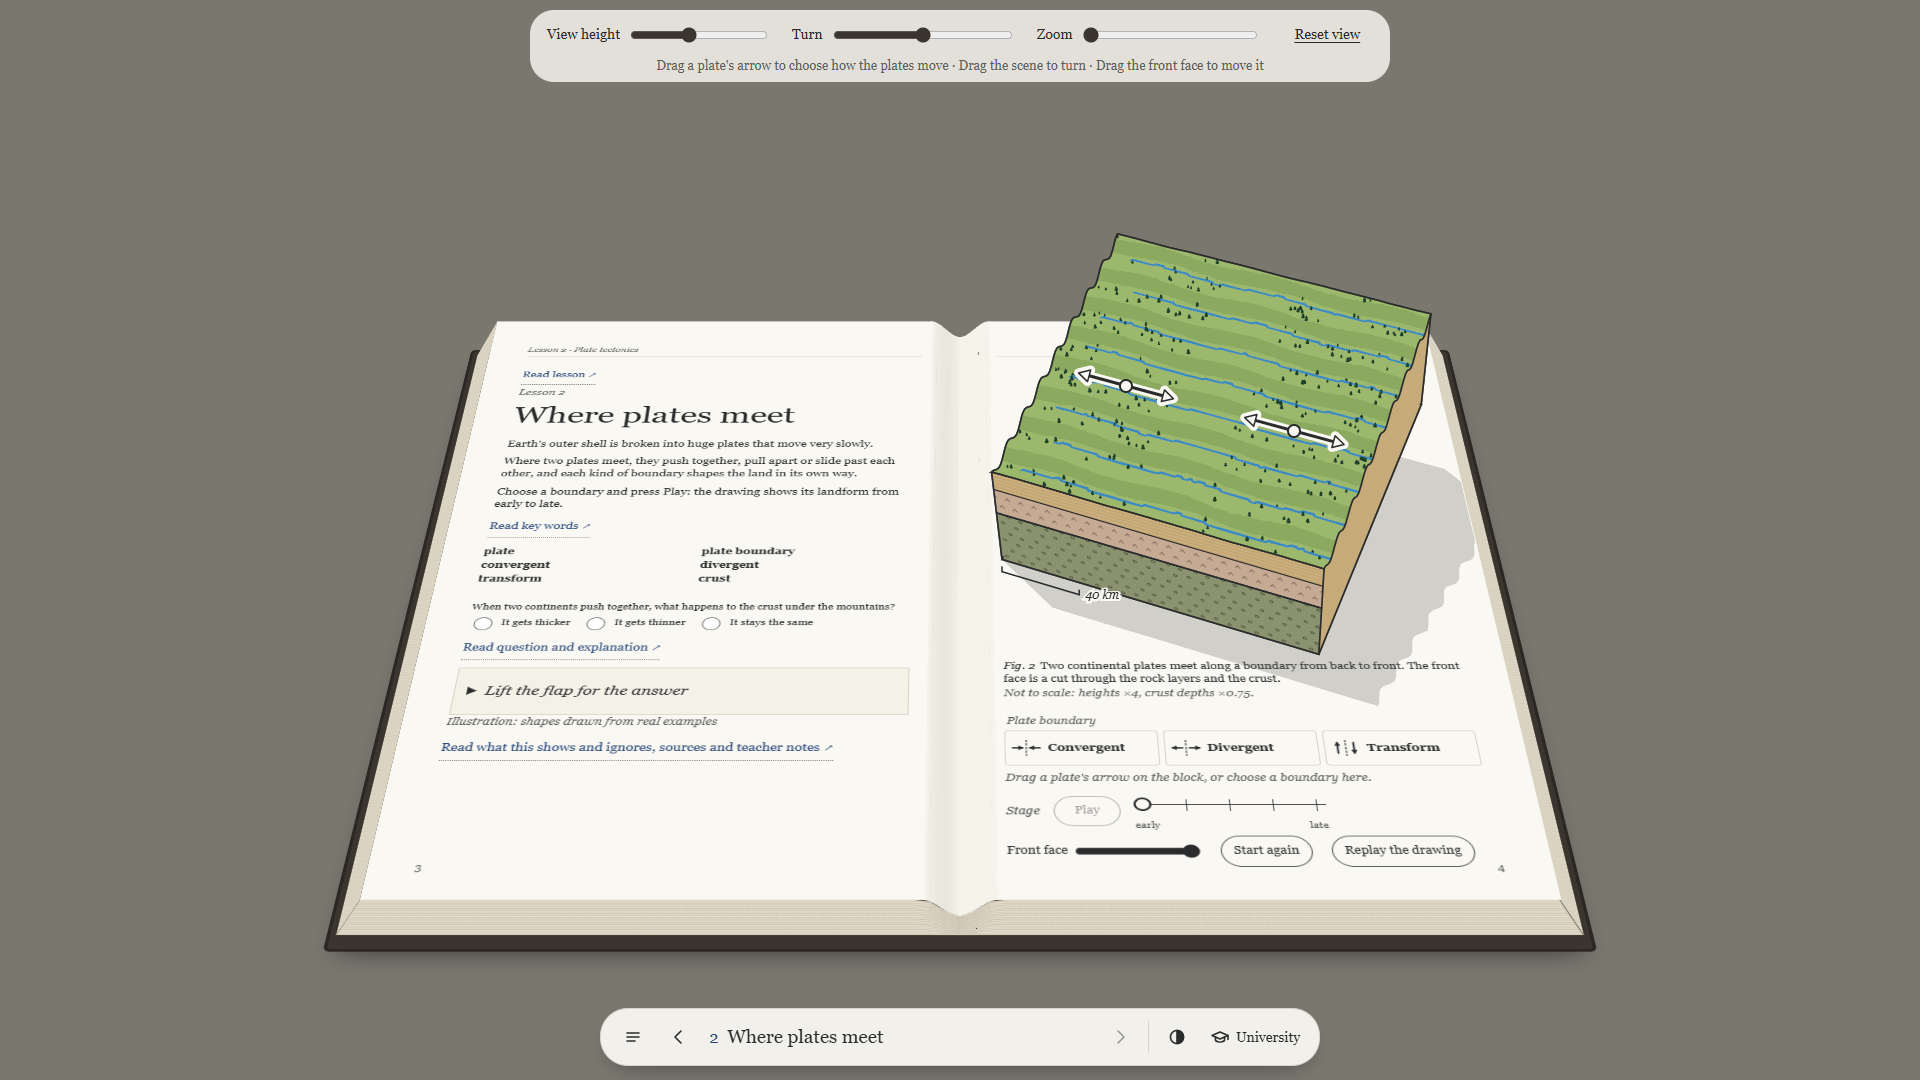 View height
Turn
Zoom
Reset view
Drag a plate's arrow to choose how the plates move · Drag the scene to turn · Drag the front face to move it
Lesson 2 · Plate tectonics
Read lesson ↗
Lesson 2
Where plates meet
Earth's outer shell is broken into huge plates that move very slowly.
Where two plates meet, they push together, pull apart or slide past each
other, and each kind of boundary shapes the land in its own way.
Choose a boundary and press Play: the drawing shows its landform from
early to late.
Read key words ↗
plate
plate boundary
convergent
divergent
transform
crust
When two continents push together, what happens to the crust under the mountains?
It gets thicker
It gets thinner
It stays the same
Read question and explanation ↗
▶ Lift the flap for the answer
Illustration: shapes drawn from real examples
Read what this shows and ignores, sources and teacher notes ↗
3
40 km
Fig. 2 Two continental plates meet along a boundary from back to front. The front
face is a cut through the rock layers and the crust.
Not to scale: heights ×4, crust depths ×0.75.
Plate boundary
Convergent
Divergent
Transform
Drag a plate's arrow on the block, or choose a boundary here.
Stage
Play
early
late
Front face
Start again
Replay the drawing
4
2 Where plates meet
University